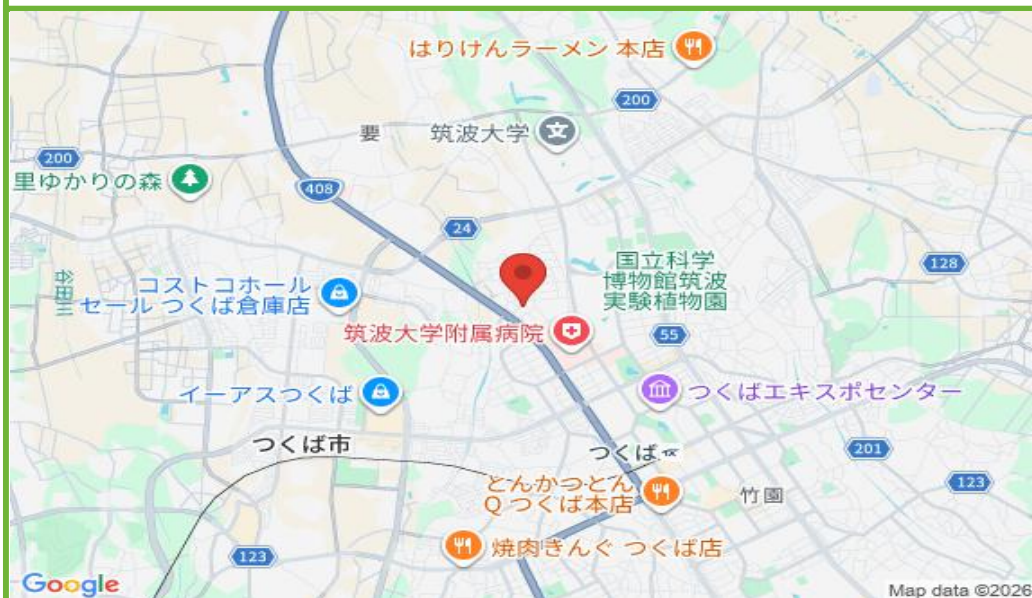 はりけんラーメン 本店
200
要
筑波大学
200
里ゆかりの森
408
24
国立科学
博物館筑波
実験植物園
128
谷田川
コストコホール
セール つくば倉庫店
筑波大学附属病院
55
イーアスつくば
つくばエキスポセンター
つくば市
つくば
201
とんかつとん
Q つくば本店
竹園
123
焼肉きんぐ つくば店
123
Google
Map data ©2026